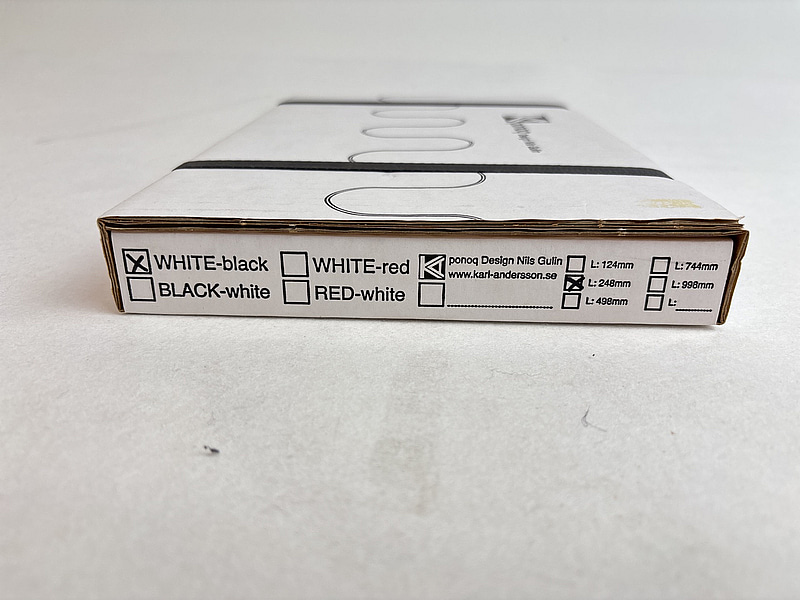 WHITE-black
BLACK-white
WHITE-red
RED-white
ponoq Design Nils Gulin
www.karl-andersson.se
L: 124mm
L: 248mm
L: 498mm
L: 744mm
L: 998mm
L: